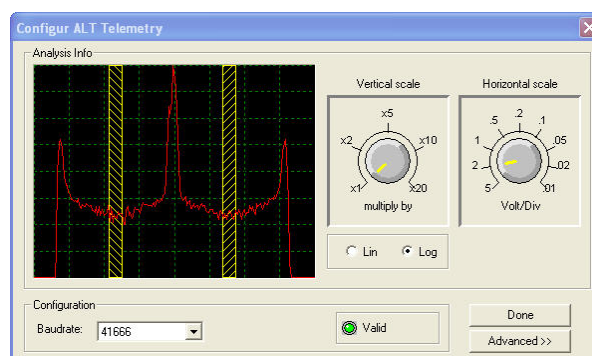 Configur ALT Telemetry
Analysis Info
Vertical scale
Horizontal scale
x1
x2
x5
x10
x20
multiply by
5
2
1
.5
.2
.1
.05
.02
.01
Volt/Div
Lin
Log
Configuration
Baudrate:
41666
Valid
Done
Advanced >>